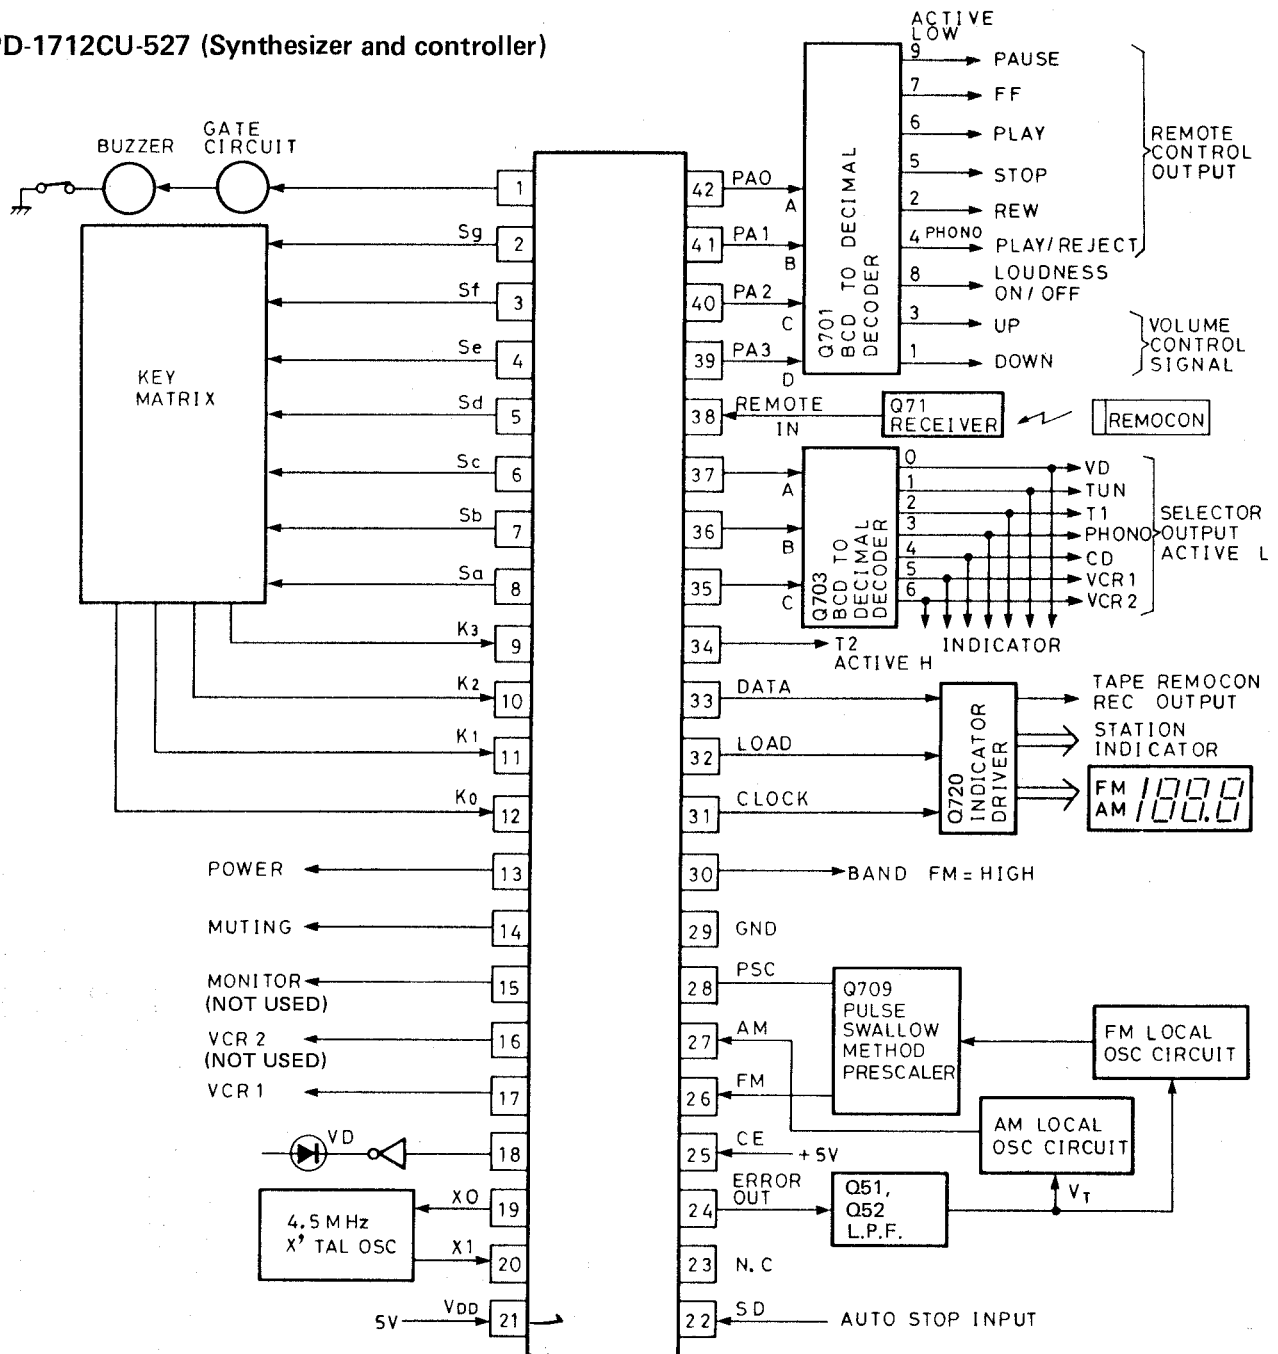 PD-1712CU-527 (Synthesizer and controller)
BUZZER
GATE
CIRCUIT
KEY
MATRIX
1
Sg
2
Sf
3
Se
4
Sd
5
Sc
6
Sb
7
Sa
8
K3
9
K2
10
K1
11
K0
12
POWER
13
MUTING
14
MONITOR
(NOT USED)
15
VCR 2
(NOT USED)
16
VCR 1
17
VD
18
4.5MHz
X' TAL OSC
XO
19
X1
20
5V
VDD
21
42
PA0
A
41
PA1
B
40
PA2
C
39
PA3
D
Q701
BCD TO DECIMAL
DECODER
ACTIVE
LOW
9
PAUSE
7
FF
6
PLAY
5
STOP
2
REW
4
PHONO
PLAY/REJECT
REMOTE
CONTROL
OUTPUT
8
LOUDNESS
ON/OFF
3
UP
1
DOWN
VOLUME
CONTROL
SIGNAL
38
REMOTE
IN
Q71
RECEIVER
REMOCON
37
A
36
B
35
C
Q703
BCD TO
DECIMAL
DECODER
0
VD
1
TUN
2
T1
3
PHONO
4
CD
5
VCR1
6
VCR2
SELECTOR
OUTPUT
ACTIVE L
INDICATOR
34
T2
ACTIVE H
33
DATA
32
LOAD
31
CLOCK
Q720
INDICATOR
DRIVER
TAPE REMOCON
REC OUTPUT
STATION
INDICATOR
FM
AM
188.8
30
BAND FM=HIGH
29
GND
28
PSC
27
AM
26
FM
Q709
PULSE
SWALLOW
METHOD
PRESCALER
FM LOCAL
OSC CIRCUIT
AM LOCAL
OSC CIRCUIT
25
CE
+5V
24
ERROR
OUT
Q51,
Q52
L.P.F.
VT
23
N.C
22
SD
AUTO STOP INPUT